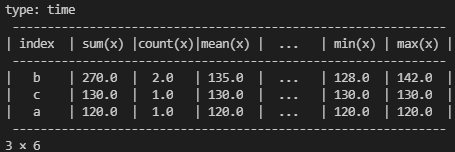 type: time
---------------------------------------------------------------
| index | sum(x) |count(x)|mean(x) | ... | min(x) | max(x) |
---------------------------------------------------------------
| b | 270.0 | 2.0 | 135.0 | ... | 128.0 | 142.0 |
| c | 130.0 | 1.0 | 130.0 | ... | 130.0 | 130.0 |
| a | 120.0 | 1.0 | 120.0 | ... | 120.0 | 120.0 |
---------------------------------------------------------------
3 × 6